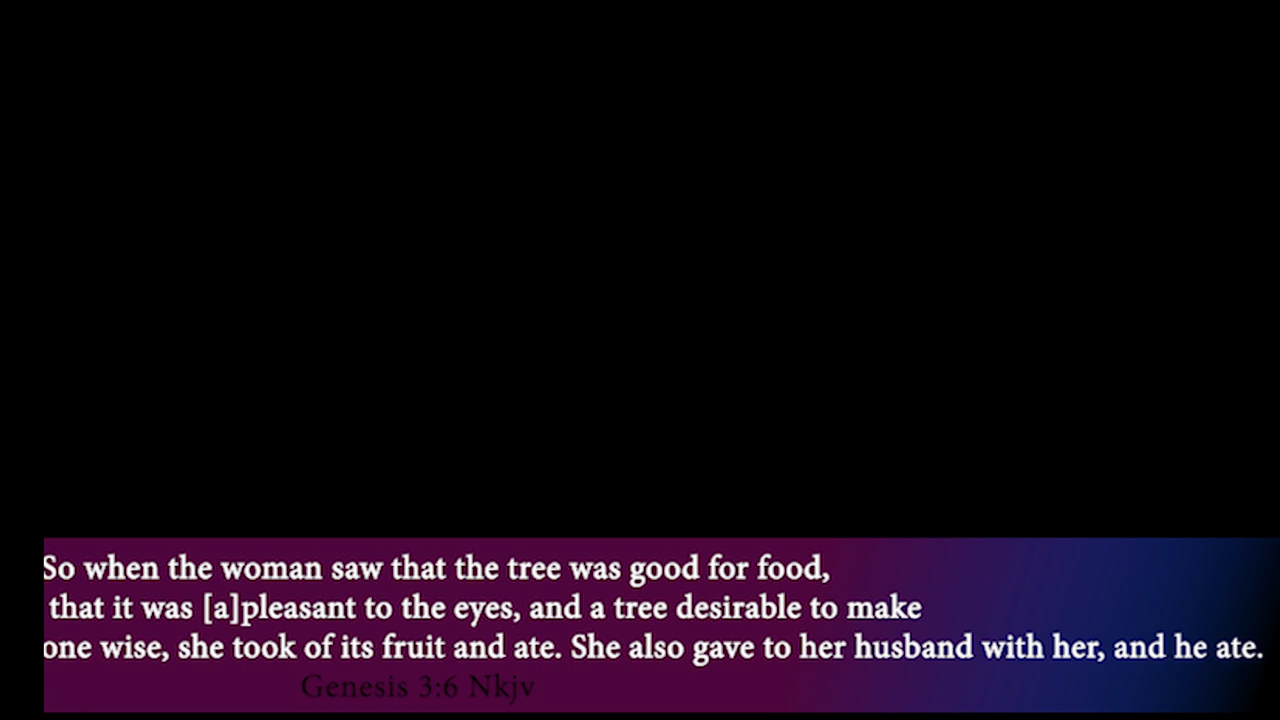 So when the woman saw that the tree was good for food,
that it was [a]pleasant to the eyes, and a tree desirable to make
one wise, she took of its fruit and ate. She also gave to her husband with her, and he ate.
Genesis 3:6 Nkjv